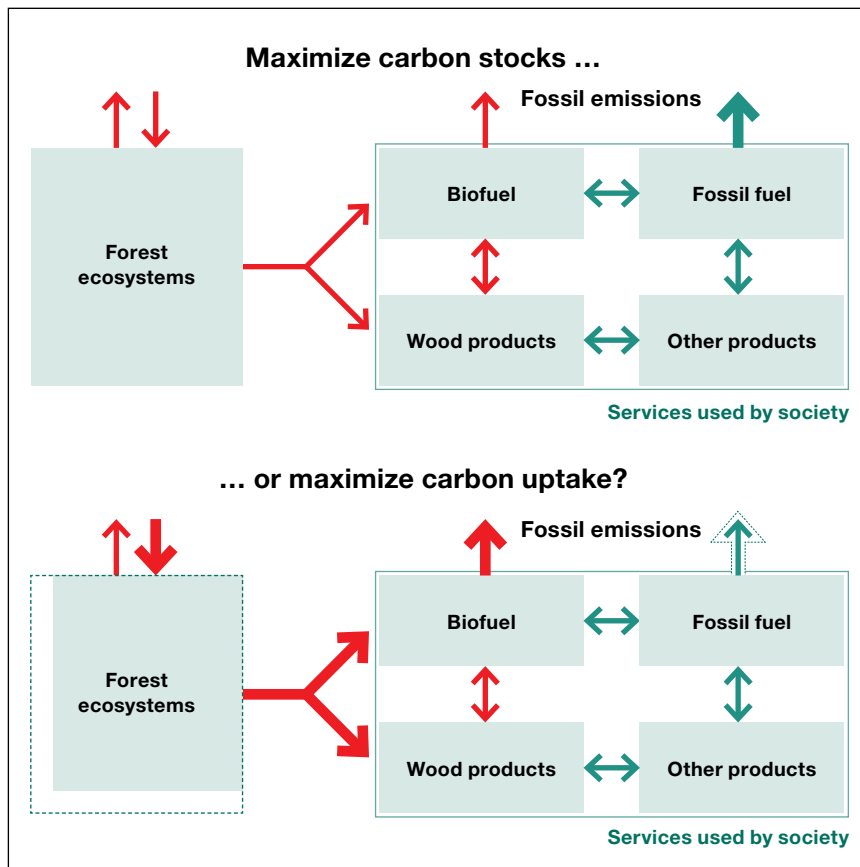 Maximize carbon stocks …
Fossil emissions
Biofuel
Fossil fuel
Forest
ecosystems
Wood products
Other products
Services used by society
… or maximize carbon uptake?
Fossil emissions
Biofuel
Fossil fuel
Forest
ecosystems
Wood products
Other products
Services used by society